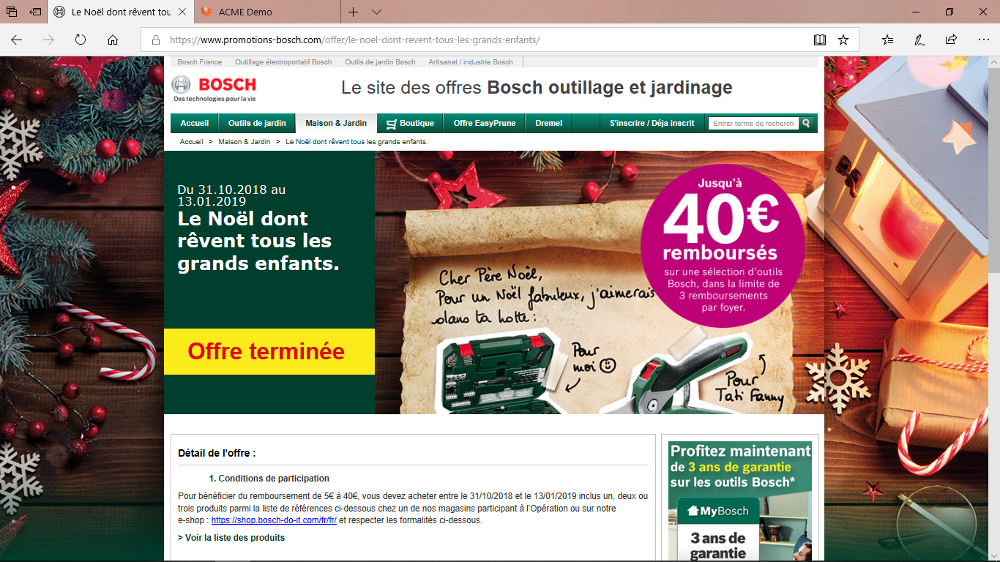 Le Noël dont rêvent tou
ACME Demo
https://www.promotions-bosch.com/offer/le-noel-dont-revent-tous-les-grands-enfants/
Bosch France Outillage électroportatif Bosch Outils de jardin Bosch Artisanat / industrie Bosch
BOSCH
Des technologies pour la vie
Le site des offres Bosch outillage et jardinage
Accueil Outils de jardin Maison & Jardin Boutique Offre EasyPrune Dremel S'inscrire / Déja inscrit Entrer terme de recherch
Accueil > Maison & Jardin > Le Noël dont rêvent tous les grands enfants.
Du 31.10.2018 au
13.01.2019
Le Noël dont
rêvent tous les
grands enfants.
Offre terminée
Jusqu'à
40€
remboursés
sur une sélection d'outils
Bosch, dans la limite de
3 remboursements
par foyer.
Cher Père Noël,
Pour un Noël fabuleux, j'aimerais
dans ta hotte :
Pour
moi
BOSCH
Pour
Tati Fanny
Détail de l'offre :
1. Conditions de participation
Pour bénéficier du remboursement de 5€ à 40€, vous devez acheter entre le 31/10/2018 et le 13/01/2019 inclus un, deux ou
trois produits parmi la liste de références ci-dessous chez un de nos magasins participant à l'Opération ou sur notre
e-shop : https://shop.bosch-do-it.com/fr/fr/ et respecter les formalités ci-dessous.
> Voir la liste des produits
Profitez maintenant
de 3 ans de garantie
sur les outils Bosch*
MyBosch
3 ans de
garantie